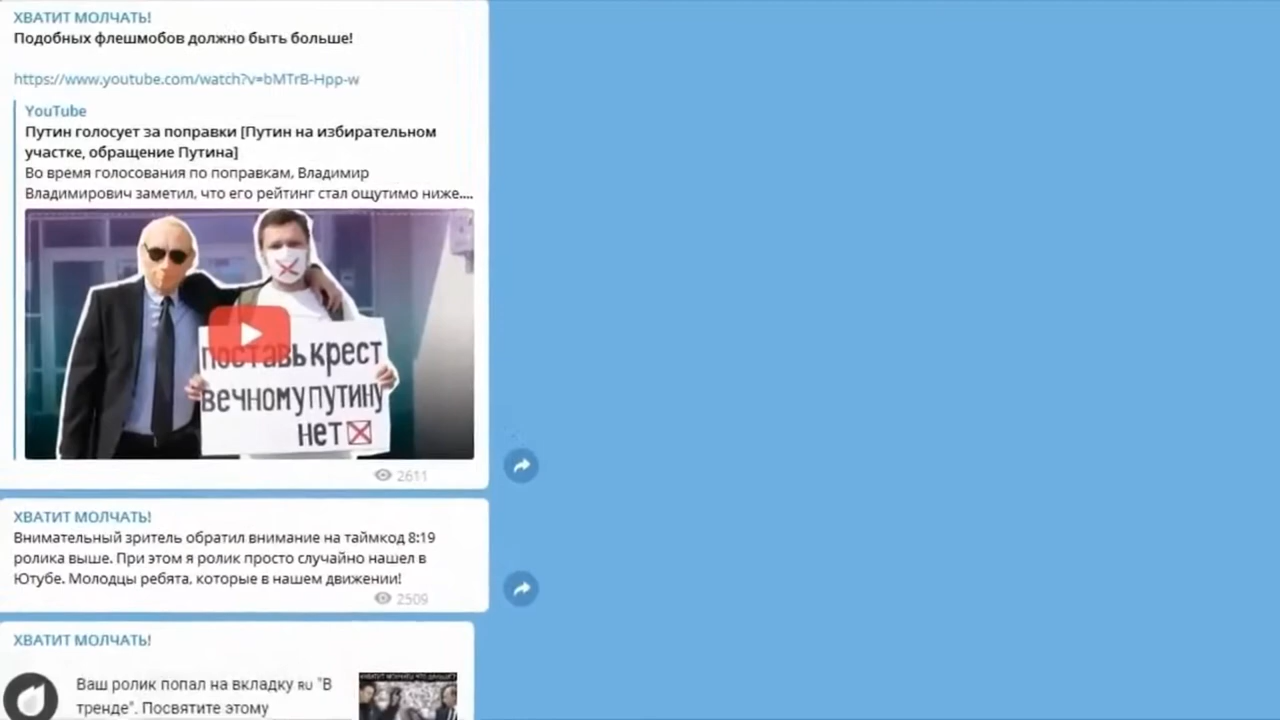 ХВАТИТ МОЛЧАТЬ!
Подобных флешмобов должно быть больше!
https://www.youtube.com/watch?v=bMTrB-Hpp-w
YouTube
Путин голосует за поправки [Путин на избирательном
участке, обращение Путина]
Во время голосования по поправкам, Владимир
Владимирович заметил, что его рейтинг стал ощутимо ниже....
поставь крест
вечному путину
нет
2611
ХВАТИТ МОЛЧАТЬ!
Внимательный зритель обратил внимание на таймкод 8:19
ролика выше. При этом я ролик просто случайно нашел в
Ютубе. Молодцы ребята, которые в нашем движении!
2509
ХВАТИТ МОЛЧАТЬ!
Ваш ролик попал на вкладку RU "В
тренде". Посвятите этому